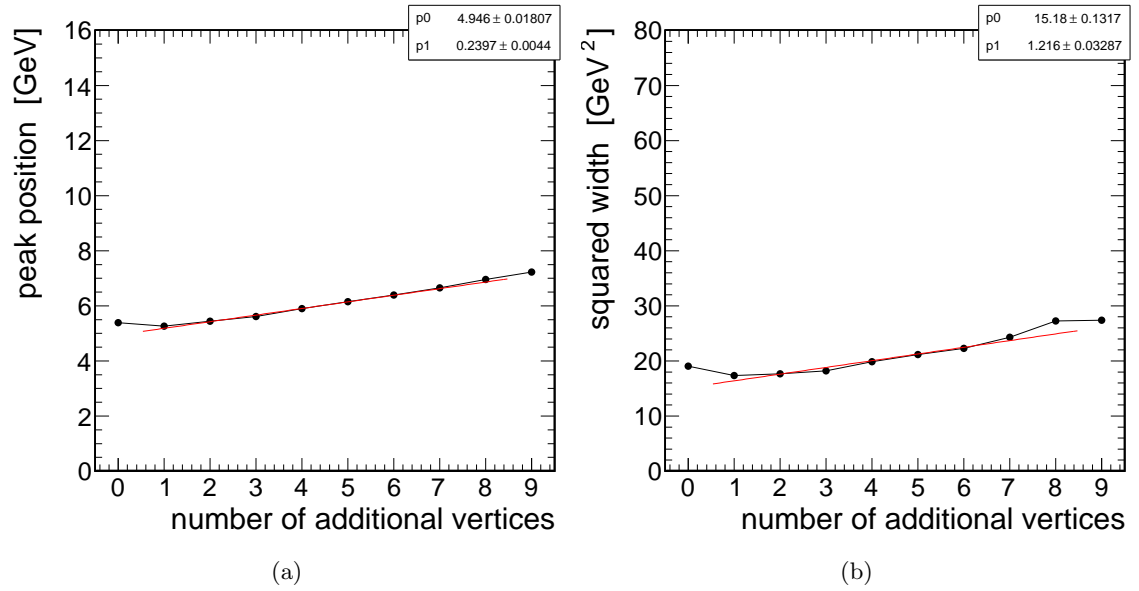 p0 4.946 ± 0.01807
p1 0.2397 ± 0.0044
peak position [GeV]
16
14
12
10
8
6
4
2
0
0 1 2 3 4 5 6 7 8 9
number of additional vertices
(a)
p0 15.18 ± 0.1317
p1 1.216 ± 0.03287
squared width [GeV²]
80
70
60
50
40
30
20
10
0
0 1 2 3 4 5 6 7 8 9
number of additional vertices
(b)